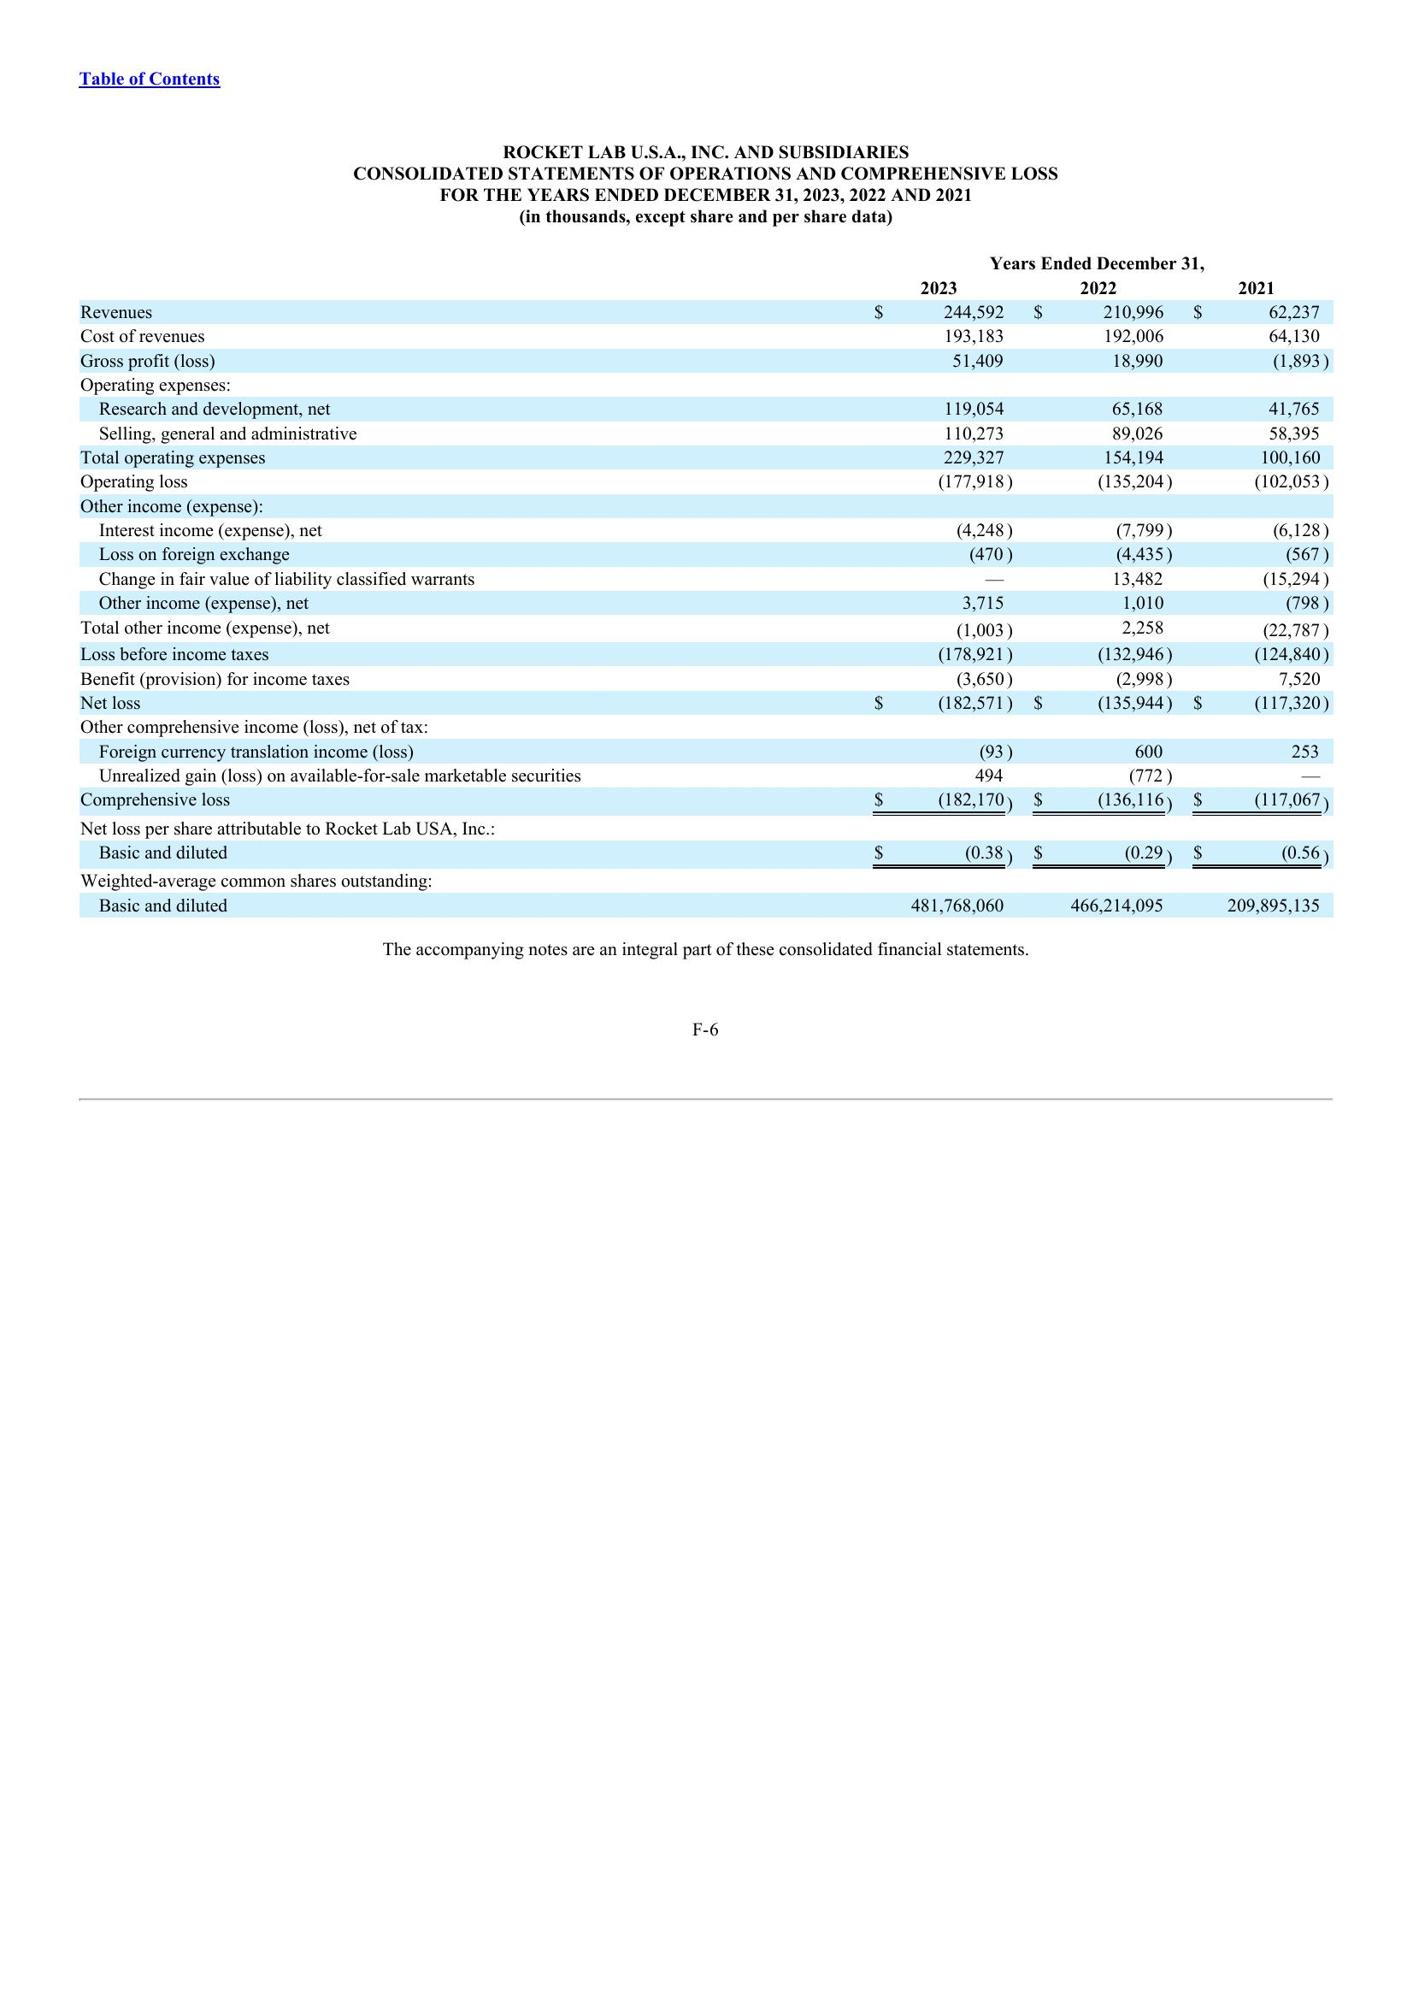 Table of Contents
ROCKET LAB U.S.A., INC. AND SUBSIDIARIES
CONSOLIDATED STATEMENTS OF OPERATIONS AND COMPREHENSIVE LOSS
FOR THE YEARS ENDED DECEMBER 31, 2023, 2022 AND 2021
(in thousands, except share and per share data)
Years Ended December 31,
2023 2022 2021
Revenues $ 244,592 $ 210,996 $ 62,237
Cost of revenues 193,183 192,006 64,130
Gross profit (loss) 51,409 18,990 (1,893)
Operating expenses:
Research and development, net 119,054 65,168 41,765
Selling, general and administrative 110,273 89,026 58,395
Total operating expenses 229,327 154,194 100,160
Operating loss (177,918) (135,204) (102,053)
Other income (expense):
Interest income (expense), net (4,248) (7,799) (6,128)
Loss on foreign exchange (470) (4,435) (567)
Change in fair value of liability classified warrants — 13,482 (15,294)
Other income (expense), net 3,715 1,010 (798)
Total other income (expense), net (1,003) 2,258 (22,787)
Loss before income taxes (178,921) (132,946) (124,840)
Benefit (provision) for income taxes (3,650) (2,998) 7,520
Net loss $ (182,571) $ (135,944) $ (117,320)
Other comprehensive income (loss), net of tax:
Foreign currency translation income (loss) (93) 600 253
Unrealized gain (loss) on available-for-sale marketable securities 494 (772) —
Comprehensive loss $ (182,170) $ (136,116) $ (117,067)
Net loss per share attributable to Rocket Lab USA, Inc.:
Basic and diluted $ (0.38) $ (0.29) $ (0.56)
Weighted-average common shares outstanding:
Basic and diluted 481,768,060 466,214,095 209,895,135
The accompanying notes are an integral part of these consolidated financial statements.
F-6